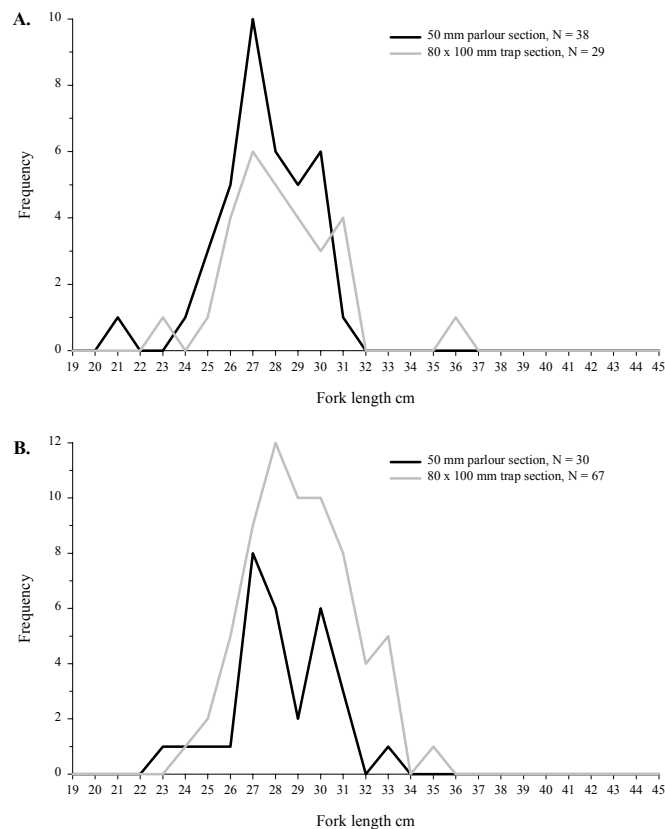 A.
10
50 mm parlour section, N = 38
80 x 100 mm trap section, N = 29
8
6
Frequency
4
2
0
19 20 21 22 23 24 25 26 27 28 29 30 31 32 33 34 35 36 37 38 39 40 41 42 43 44 45
Fork length cm
B.
12
50 mm parlour section, N = 30
80 x 100 mm trap section, N = 67
10
8
Frequency
6
4
2
0
19 20 21 22 23 24 25 26 27 28 29 30 31 32 33 34 35 36 37 38 39 40 41 42 43 44 45
Fork length cm